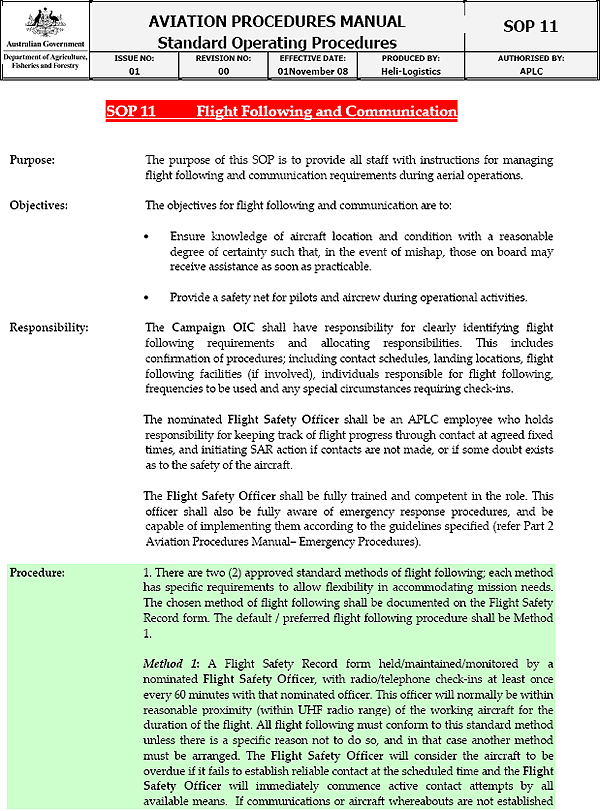 AVIATION PROCEDURES MANUAL
Standard Operating Procedures
SOP 11
Australian Government
Department of Agriculture,
Fisheries and Forestry
ISSUE NO:
01
REVISION NO:
00
EFFECTIVE DATE:
01November 08
PRODUCED BY:
Heli-Logistics
AUTHORISED BY:
APLC
SOP 11 Flight Following and Communication
Purpose: The purpose of this SOP is to provide all staff with instructions for managing
flight following and communication requirements during aerial operations.
Objectives: The objectives for flight following and communication are to:
• Ensure knowledge of aircraft location and condition with a reasonable
degree of certainty such that, in the event of mishap, those on board may
receive assistance as soon as practicable.
• Provide a safety net for pilots and aircrew during operational activities.
Responsibility: The Campaign OIC shall have responsibility for clearly identifying flight
following requirements and allocating responsibilities. This includes
confirmation of procedures; including contact schedules, landing locations, flight
following facilities (if involved), individuals responsible for flight following,
frequencies to be used and any special circumstances requiring check-ins.
The nominated Flight Safety Officer shall be an APLC employee who holds
responsibility for keeping track of flight progress through contact at agreed fixed
times, and initiating SAR action if contacts are not made, or if some doubt exists
as to the safety of the aircraft.
The Flight Safety Officer shall be fully trained and competent in the role. This
officer shall also be fully aware of emergency response procedures, and be
capable of implementing them according to the guidelines specified (refer Part 2
Aviation Procedures Manual– Emergency Procedures).
Procedure: 1. There are two (2) approved standard methods of flight following; each method
has specific requirements to allow flexibility in accommodating mission needs.
The chosen method of flight following shall be documented on the Flight Safety
Record form. The default / preferred flight following procedure shall be Method
1.
Method 1: A Flight Safety Record form held/maintained/monitored by a
nominated Flight Safety Officer, with radio/telephone check-ins at least once
every 60 minutes with that nominated officer. This officer will normally be within
reasonable proximity (within UHF radio range) of the working aircraft for the
duration of the flight. All flight following must conform to this standard method
unless there is a specific reason not to do so, and in that case another method
must be arranged. The Flight Safety Officer will consider the aircraft to be
overdue if it fails to establish reliable contact at the scheduled time and the Flight
Safety Officer will immediately commence active contact attempts by all
available means. If communications or aircraft whereabouts are not established